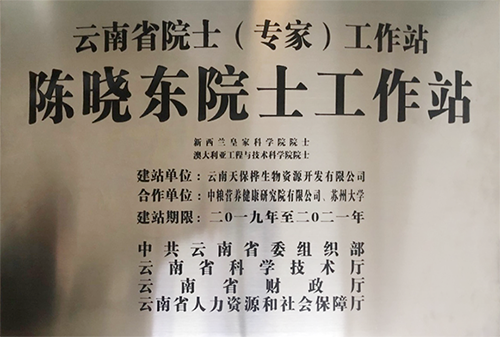 云南省院士（专家）工作站
陈晓东院士工作站
新西兰皇家科学院院士
澳大利亚工程与技术科学院院士
建站单位：云南天保桦生物资源开发有限公司
合作单位：中粮营养健康研究院有限公司、苏州大学
建站期限：二〇一九年至二〇二一年
中共云南省委组织部
云南省科学技术厅
云南省财政厅
云南省人力资源和社会保障厅